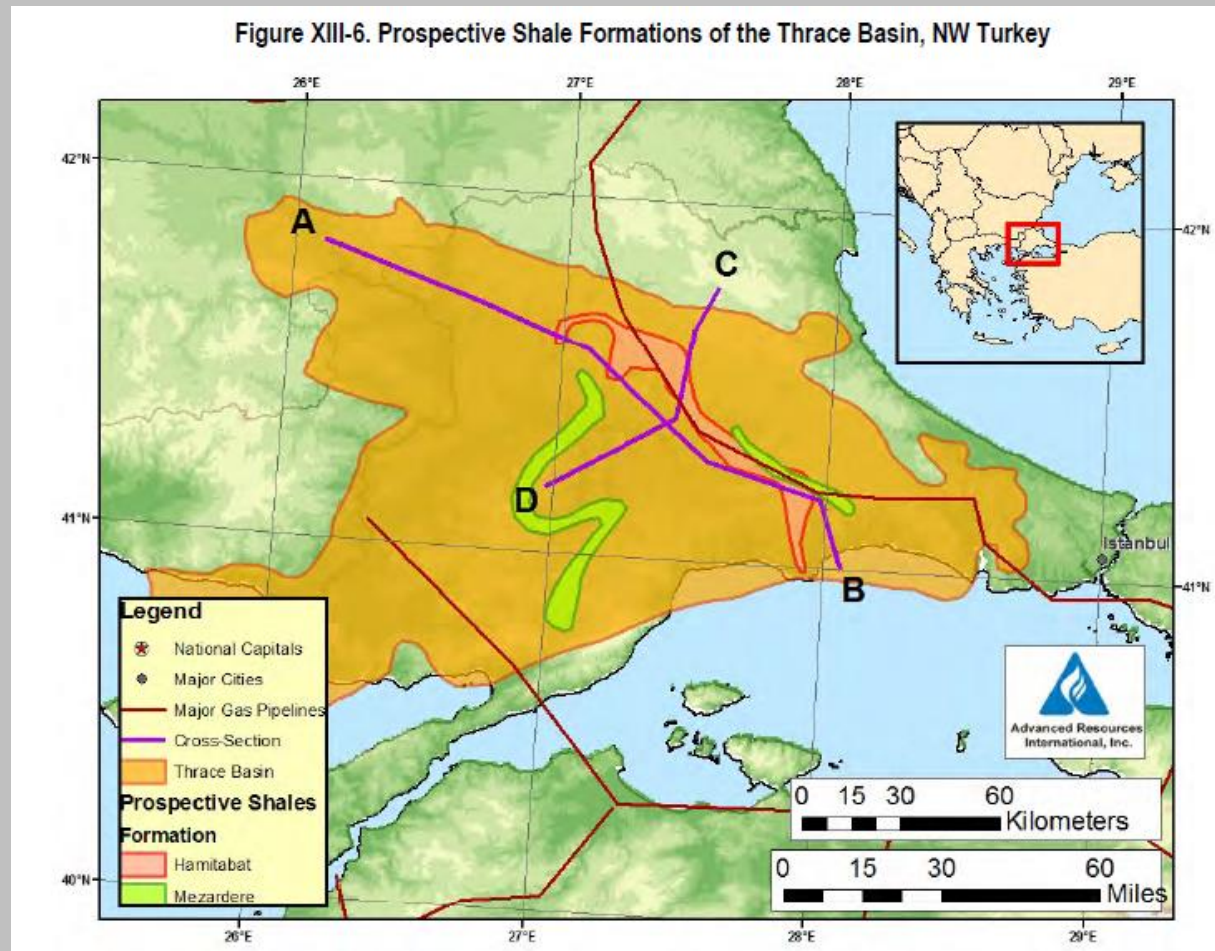 Figure XIII-6. Prospective Shale Formations of the Thrace Basin, NW Turkey
26°E
27°E
28°E
29°E
42°N
42°N
A
C
D
B
41°N
41°N
Istanbul
Legend
National Capitals
Major Cities
Major Gas Pipelines
Cross-Section
Thrace Basin
Prospective Shales
Formation
Hamitabat
Mezardere
Advanced Resources
International, Inc.
0 15 30 60
Kilometers
0 15 30 60
Miles
40°N
40°N
26°E
27°E
28°E
29°E